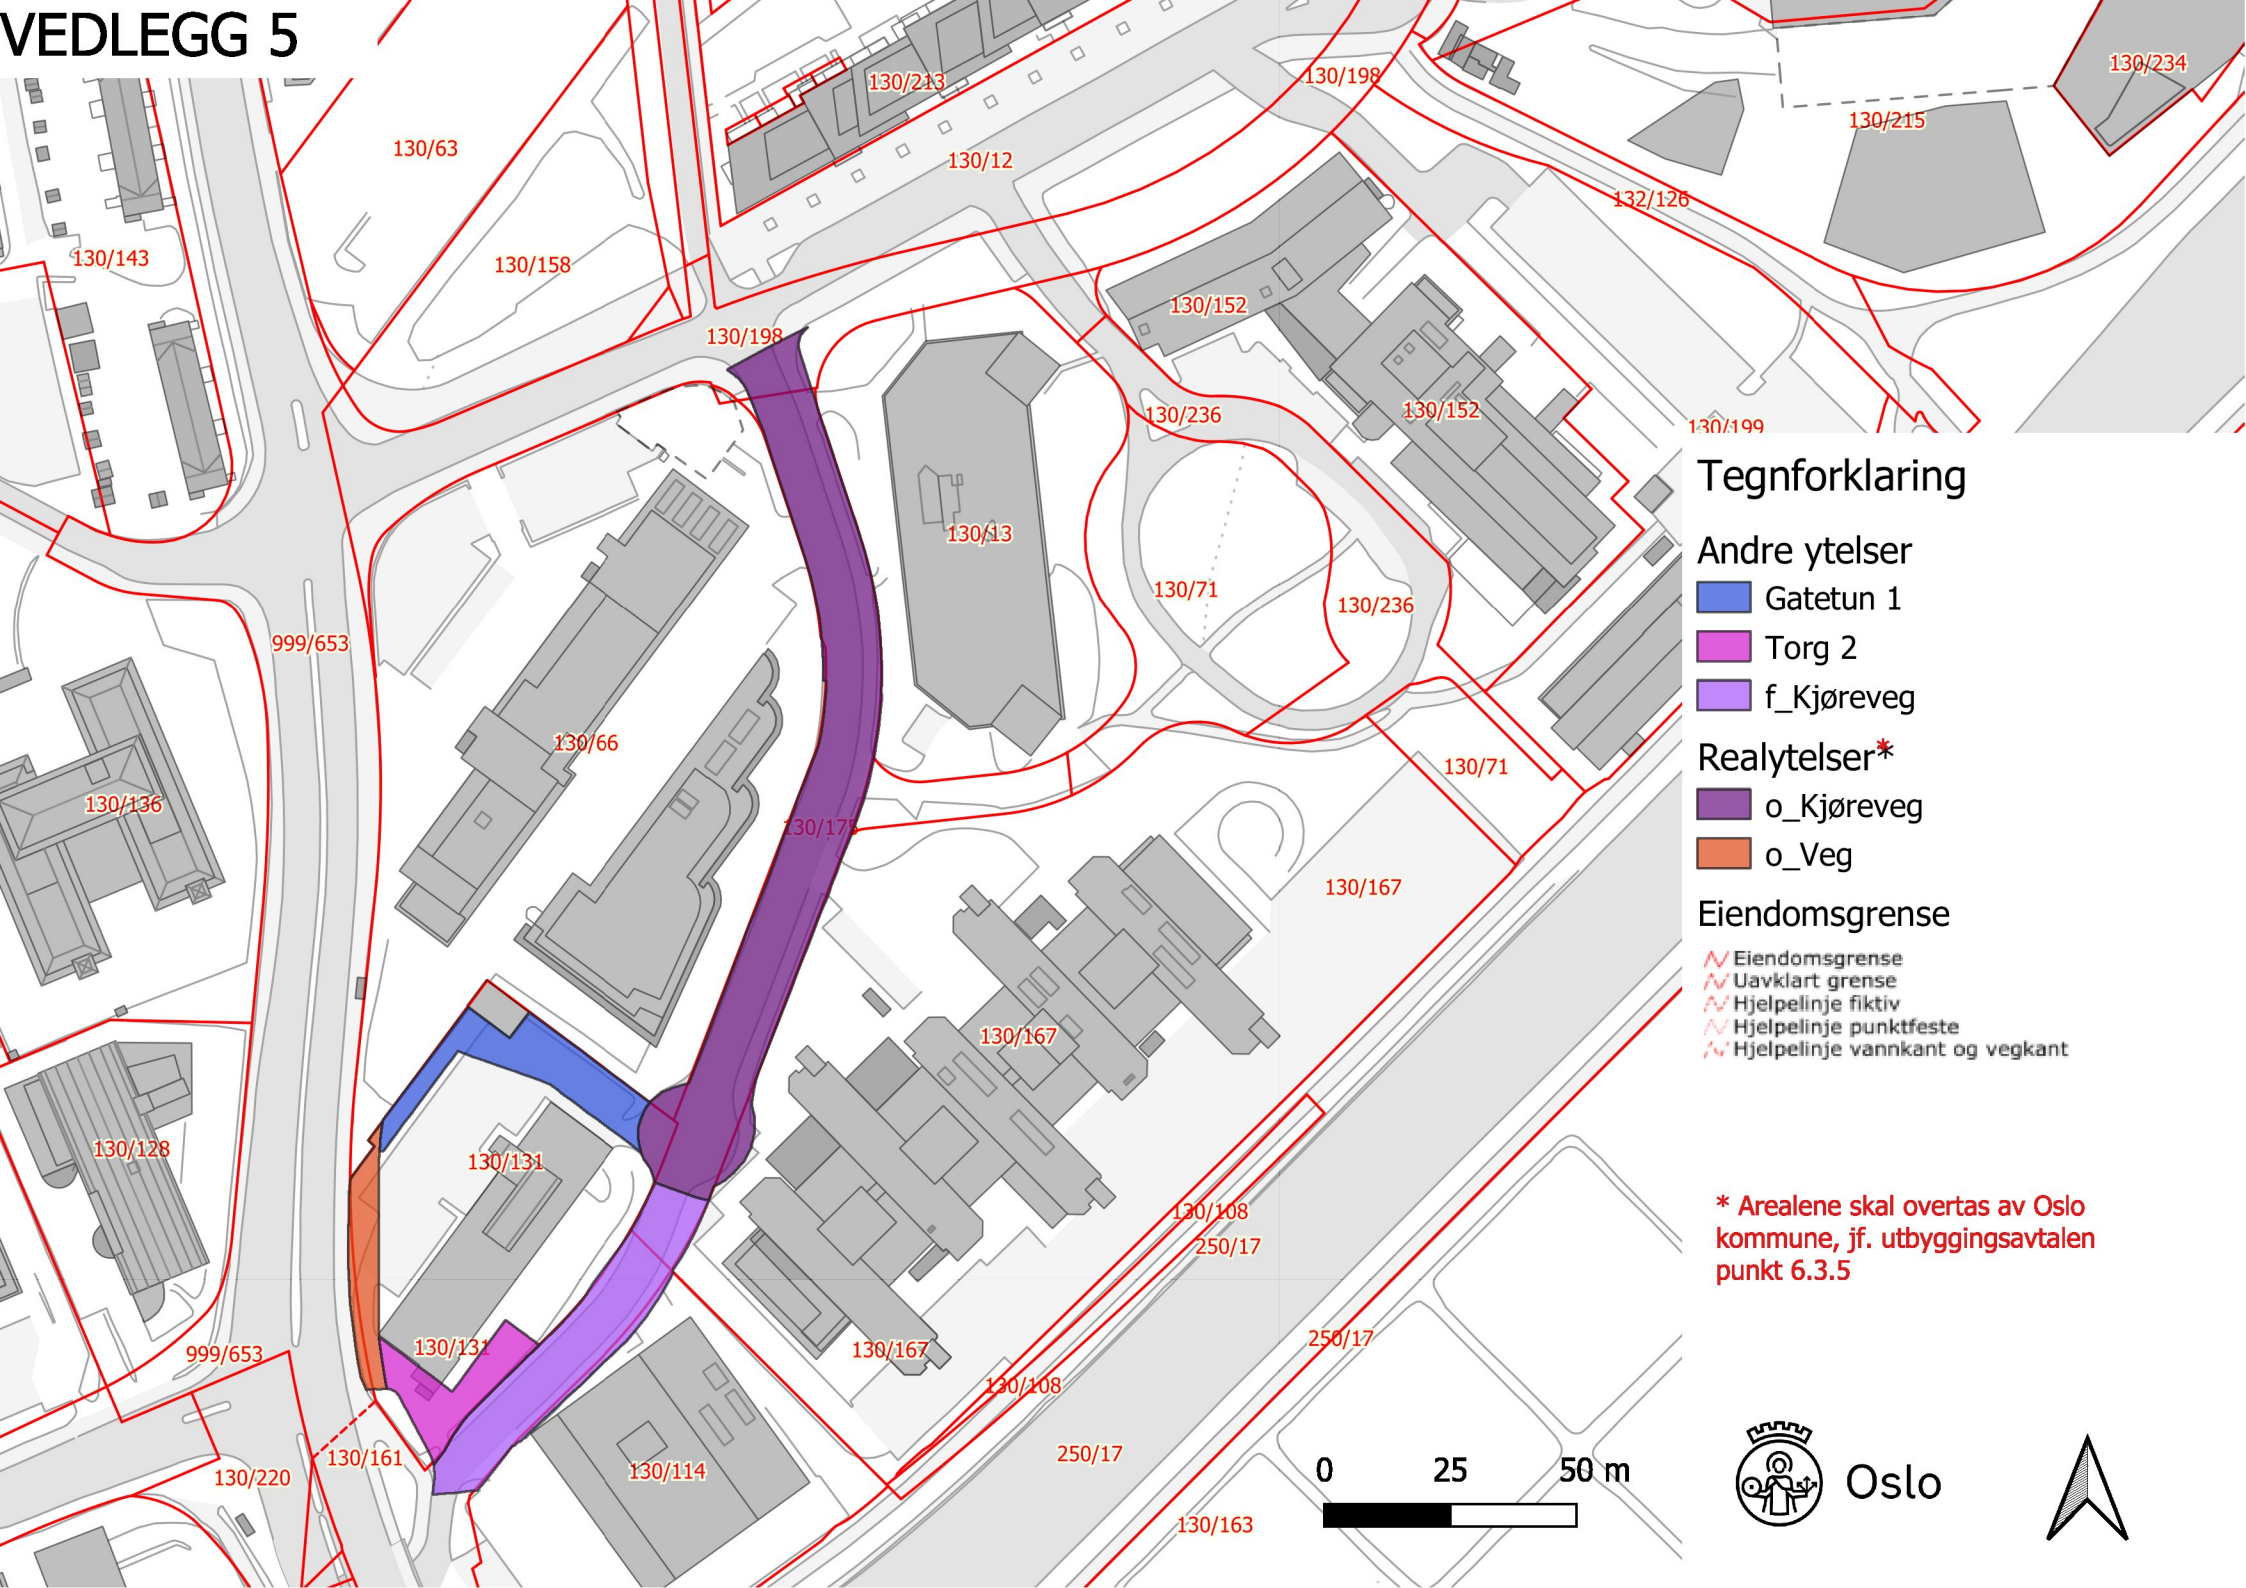 VEDLEGG 5
130/213
130/198
130/234
130/63
130/12
130/215
132/126
130/143
130/158
130/152
130/198
130/236
130/152
130/199
130/13
130/71
130/236
999/653
130/66
130/71
130/136
130/175
130/167
130/167
130/128
130/131
130/108
250/17
999/653
130/131
130/167
250/17
130/108
130/161
130/220
130/114
250/17
130/163
Tegnforklaring
Andre ytelser
Gatetun 1
Torg 2
f_Kjøreveg
Realytelser*
o_Kjøreveg
o_Veg
Eiendomsgrense
Eiendomsgrense
Uavklart grense
Hjelpelinje fiktiv
Hjelpelinje punktfeste
Hjelpelinje vannkant og vegkant
* Arealene skal overtas av Oslo
kommune, jf. utbyggingsavtalen
punkt 6.3.5
0 25 50 m
Oslo